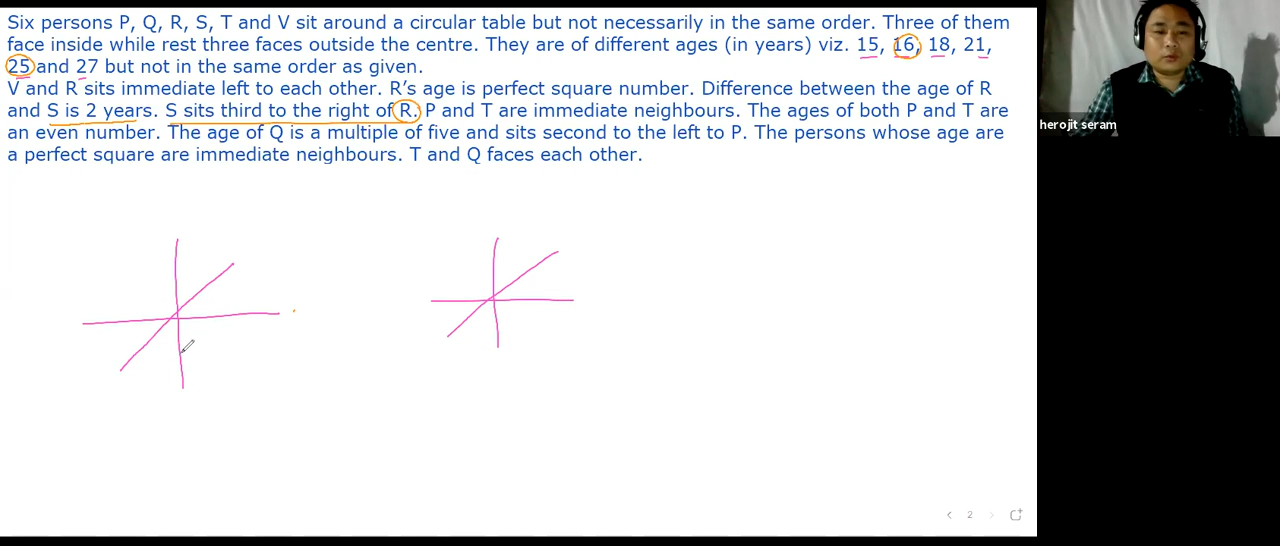 Six persons P, Q, R, S, T and V sit around a circular table but not necessarily in the same order. Three of them
face inside while rest three faces outside the centre. They are of different ages (in years) viz. 15, 16, 18, 21,
25 and 27 but not in the same order as given.
V and R sits immediate left to each other. R's age is perfect square number. Difference between the age of R
and S is 2 years. S sits third to the right of R. P and T are immediate neighbours. The ages of both P and T are
an even number. The age of Q is a multiple of five and sits second to the left to P. The persons whose age are
a perfect square are immediate neighbours. T and Q faces each other.
herojit seram
2